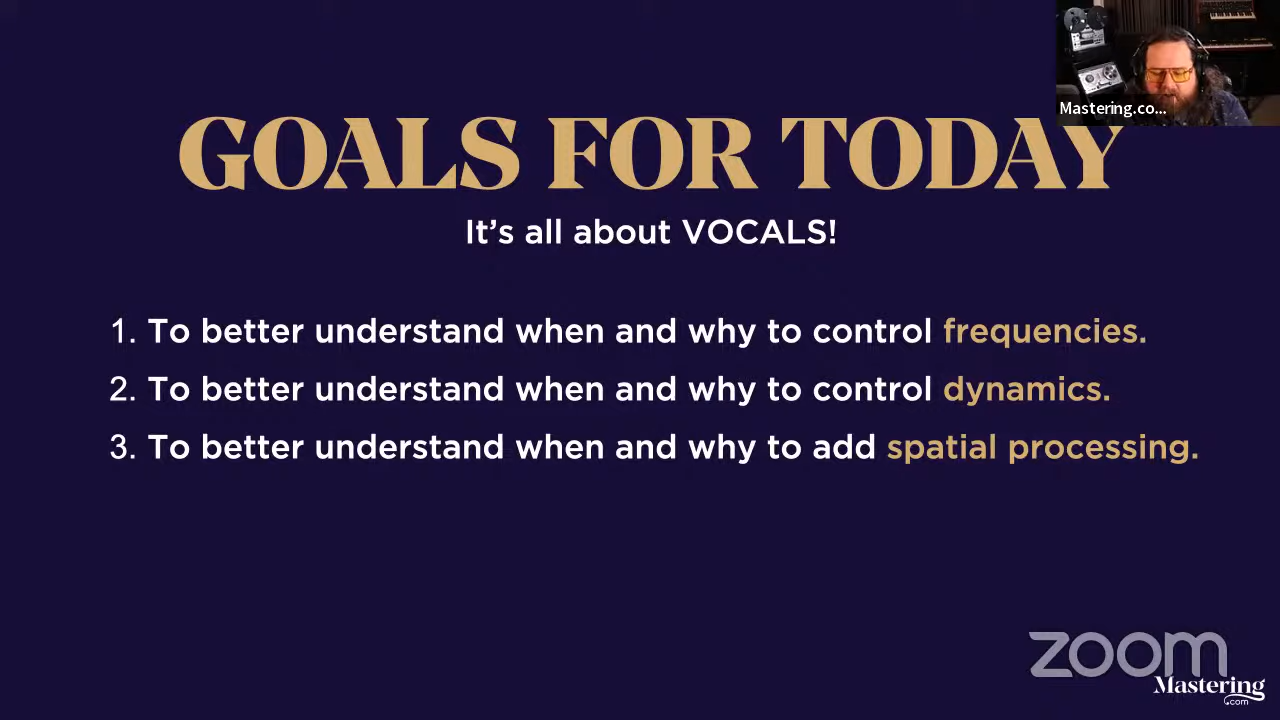 Mastering.co...
GOALS FOR TODAY
It's all about VOCALS!
1. To better understand when and why to control frequencies.
2. To better understand when and why to control dynamics.
3. To better understand when and why to add spatial processing.
zoom
Mastering
.com